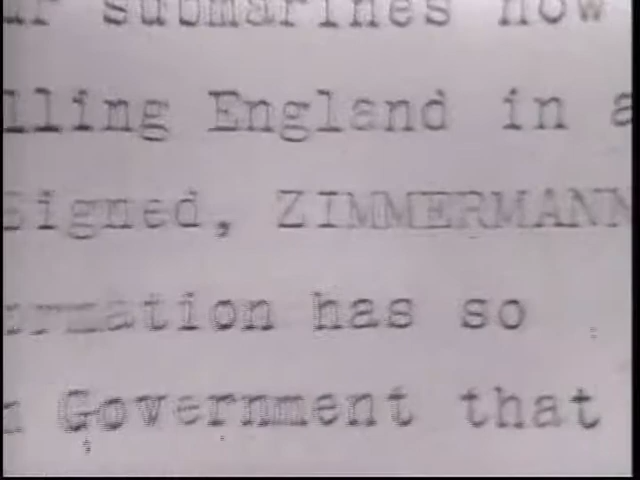 submarines now
England in a
Signed, ZIMMERMANN
has so
Government that